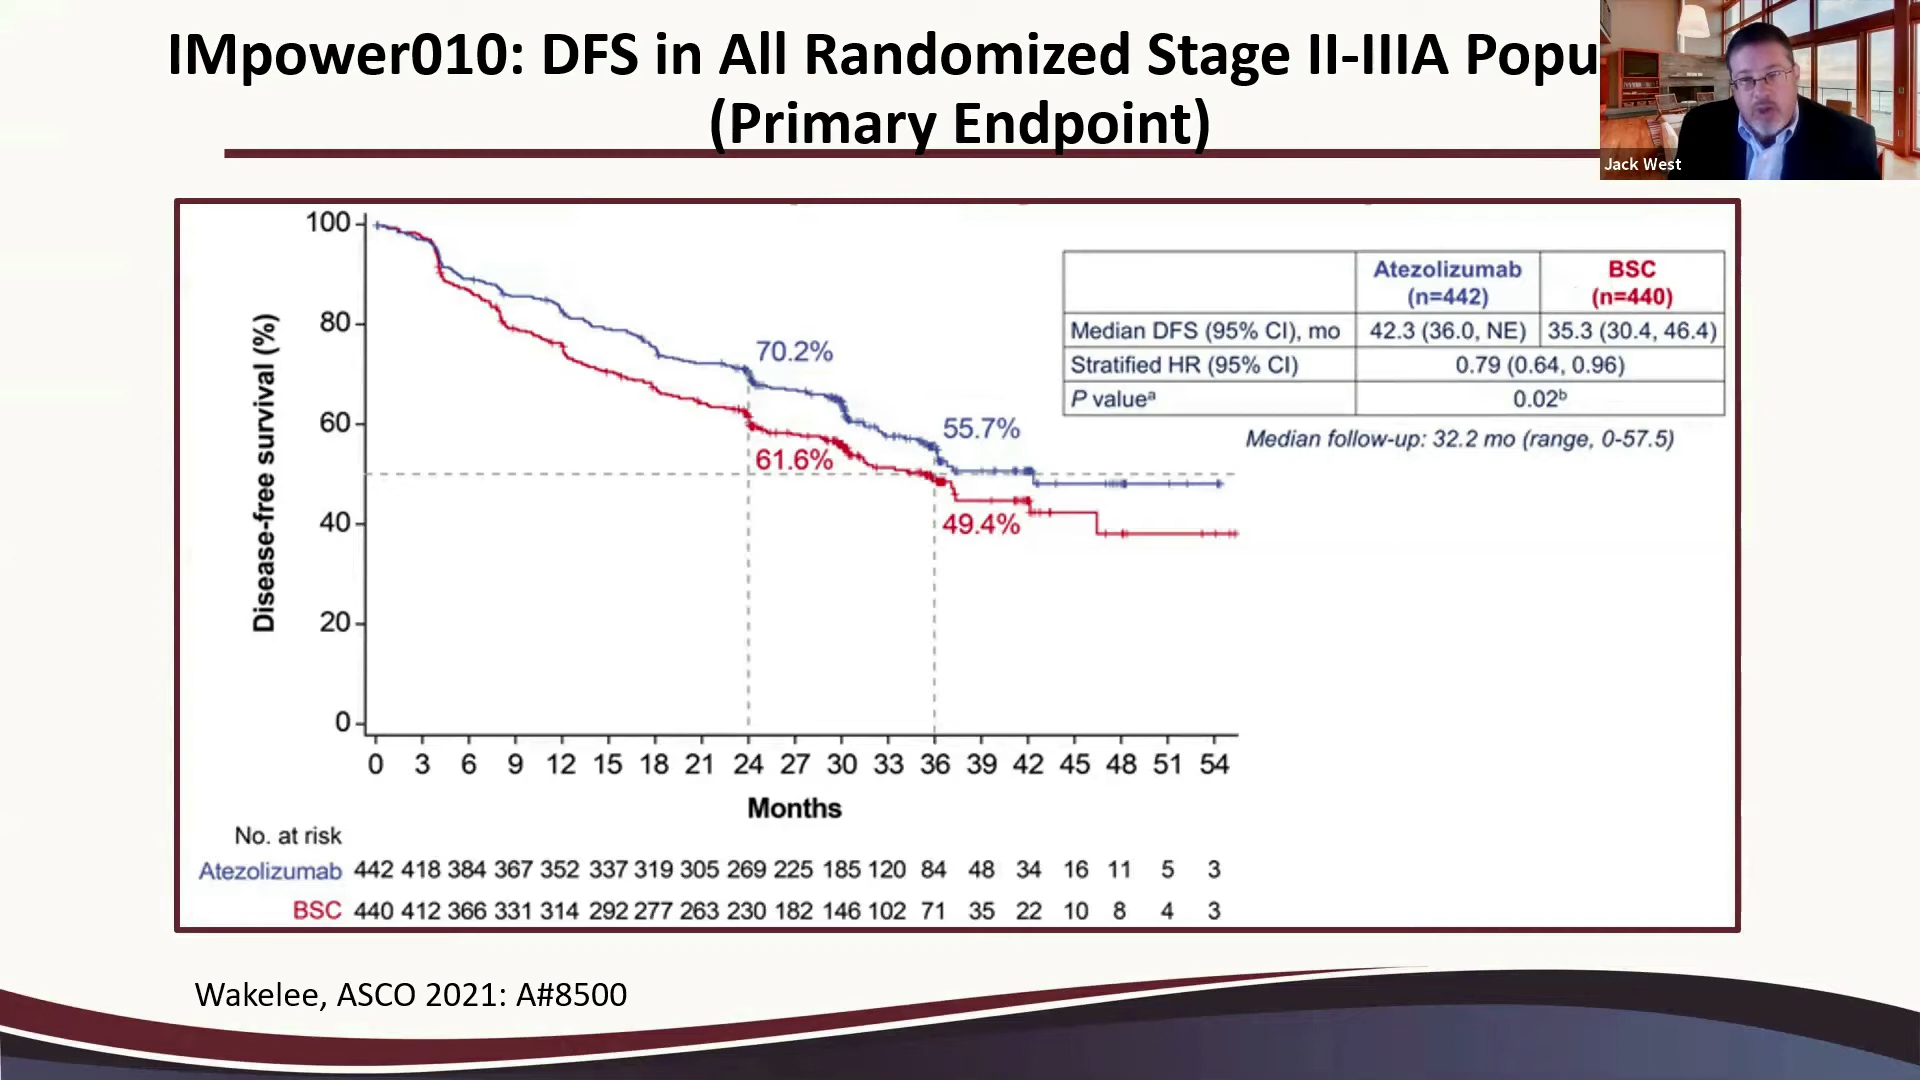 IMpower010: DFS in All Randomized Stage II-IIIA Popu
(Primary Endpoint)
Jack West
100
80
60
40
20
0
Disease-free survival (%)
70.2%
61.6%
55.7%
49.4%
Atezolizumab (n=442) BSC (n=440)
Median DFS (95% CI), mo 42.3 (36.0, NE) 35.3 (30.4, 46.4)
Stratified HR (95% CI) 0.79 (0.64, 0.96)
P valueᵃ 0.02ᵇ
Median follow-up: 32.2 mo (range, 0-57.5)
0 3 6 9 12 15 18 21 24 27 30 33 36 39 42 45 48 51 54
Months
No. at risk
Atezolizumab 442 418 384 367 352 337 319 305 269 225 185 120 84 48 34 16 11 5 3
BSC 440 412 366 331 314 292 277 263 230 182 146 102 71 35 22 10 8 4 3
Wakelee, ASCO 2021: A#8500